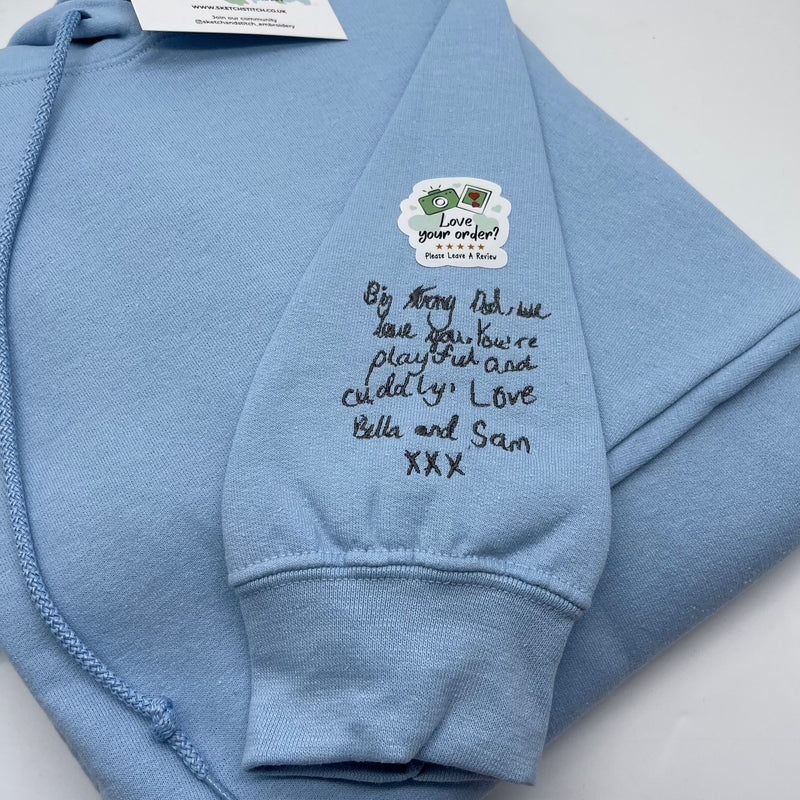 WWW.SKETCHSTITCH.CO.UK
Join our community
@sketchandstitch_embroidery
Love
your order?
Please Leave A Review
Big strong Dad, we
love you. You're
playful and
cuddly. Love
Bella and Sam
XXX